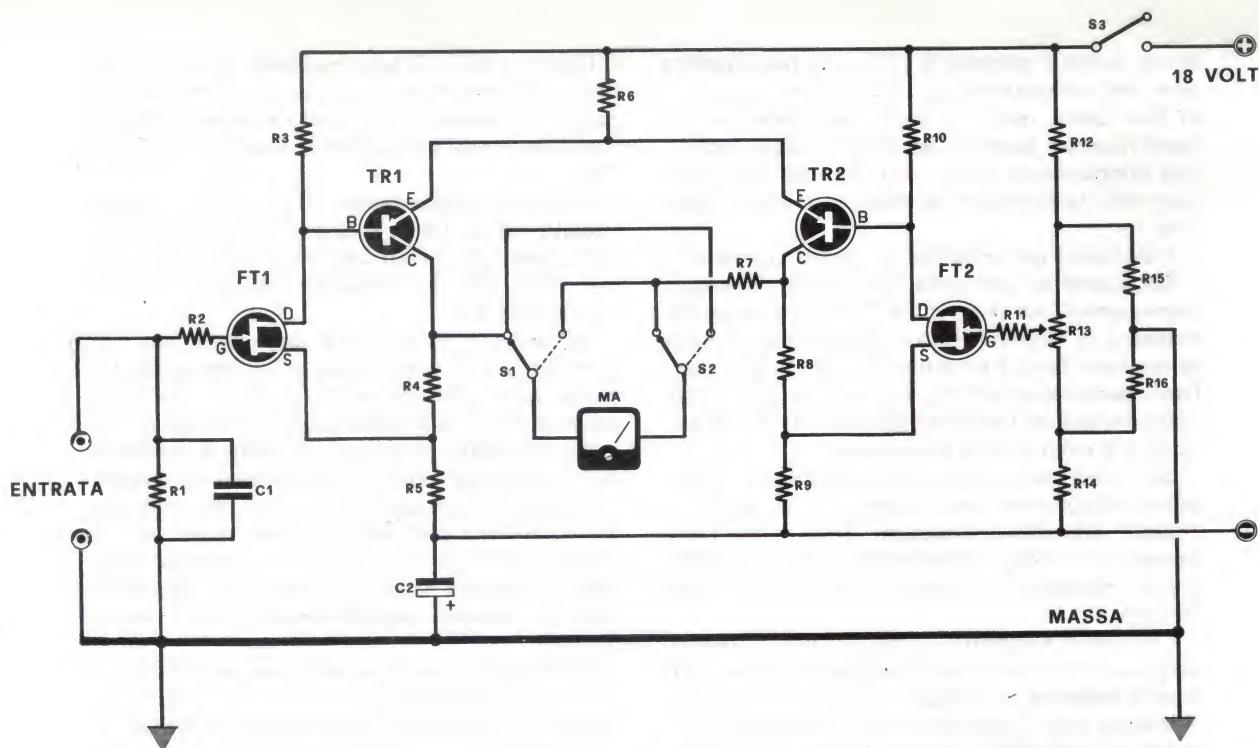 S3
+
18 VOLT
R3
R6
R10
R12
TR1
TR2
E
B
C
E
B
C
FT1
FT2
R2
G
D
S
R7
D
S
G
R11
R13
R15
R16
S1
S2
MA
R4
R8
ENTRATA
R1
C1
R5
R9
R14
-
C2
+
MASSA